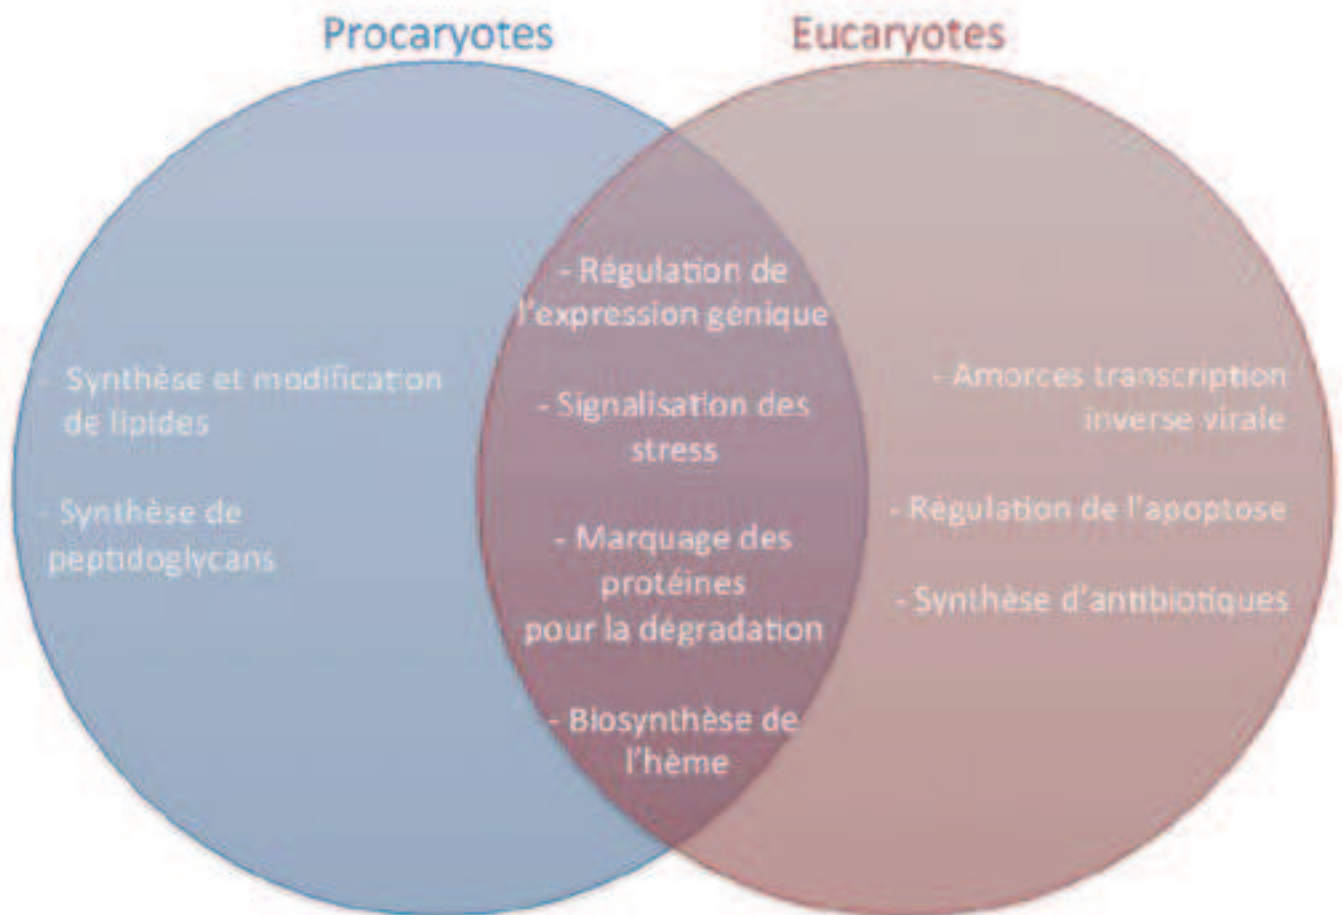 Procaryotes
Eucaryotes
- Synthèse et modification
de lipides
- Synthèse de
peptidoglycans
- Régulation de
l'expression génique
- Signalisation des
stress
- Marquage des
protéines
pour la dégradation
- Biosynthèse de
l'hème
- Amorces transcription
inverse virale
- Régulation de l'apoptose
- Synthèse d'antibiotiques